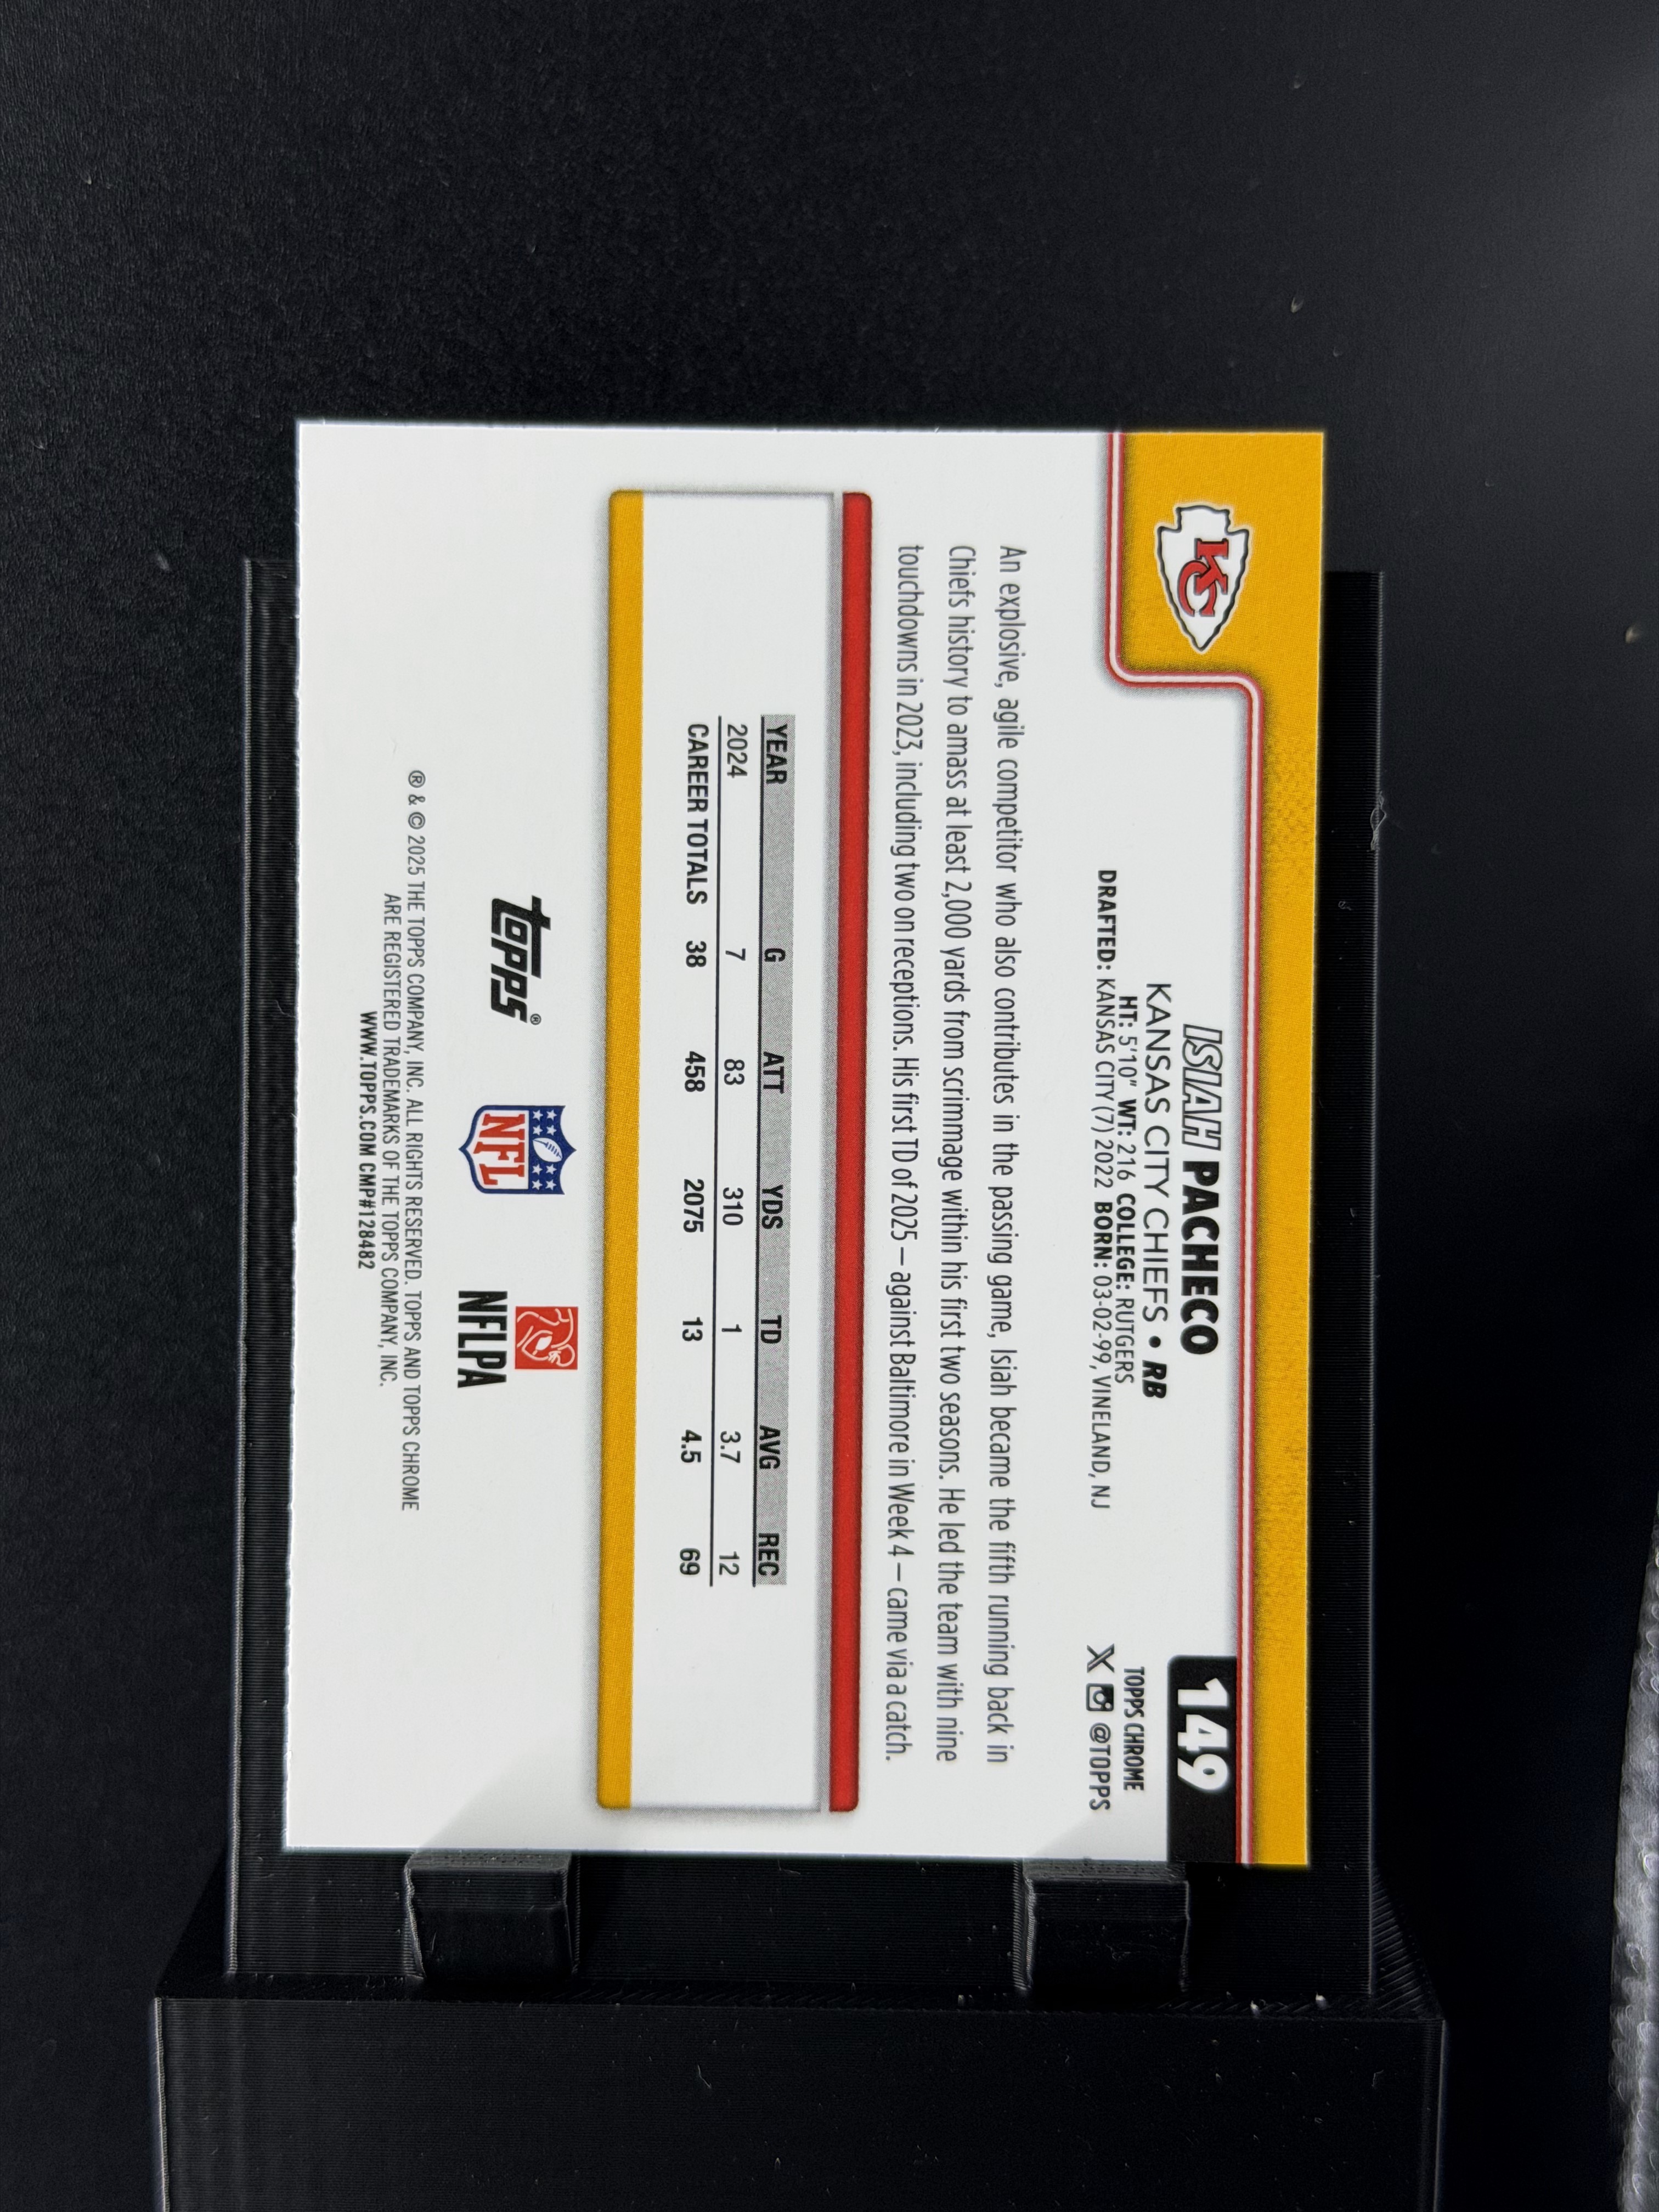 KC
149
ISIAH PACHECO
KANSAS CITY CHIEFS • RB
HT: 5'10" WT: 216 COLLEGE: RUTGERS
DRAFTED: KANSAS CITY (7) 2022 BORN: 03-02-99, VINELAND, NJ
TOPPS CHROME
X @TOPPS
An explosive, agile competitor who also contributes in the passing game, Isiah became the fifth running back in
Chiefs history to amass at least 2,000 yards from scrimmage within his first two seasons. He led the team with nine
touchdowns in 2023, including two on receptions. His first TD of 2025 – against Baltimore in Week 4 – came via a catch.
YEAR G ATT YDS TD AVG REC
2024 7 83 310 1 3.7 12
CAREER TOTALS 38 458 2075 13 4.5 69
topps®
NFL
NFLPA
® & © 2025 THE TOPPS COMPANY, INC. ALL RIGHTS RESERVED. TOPPS AND TOPPS CHROME
ARE REGISTERED TRADEMARKS OF THE TOPPS COMPANY, INC.
WWW.TOPPS.COM CMP#128482